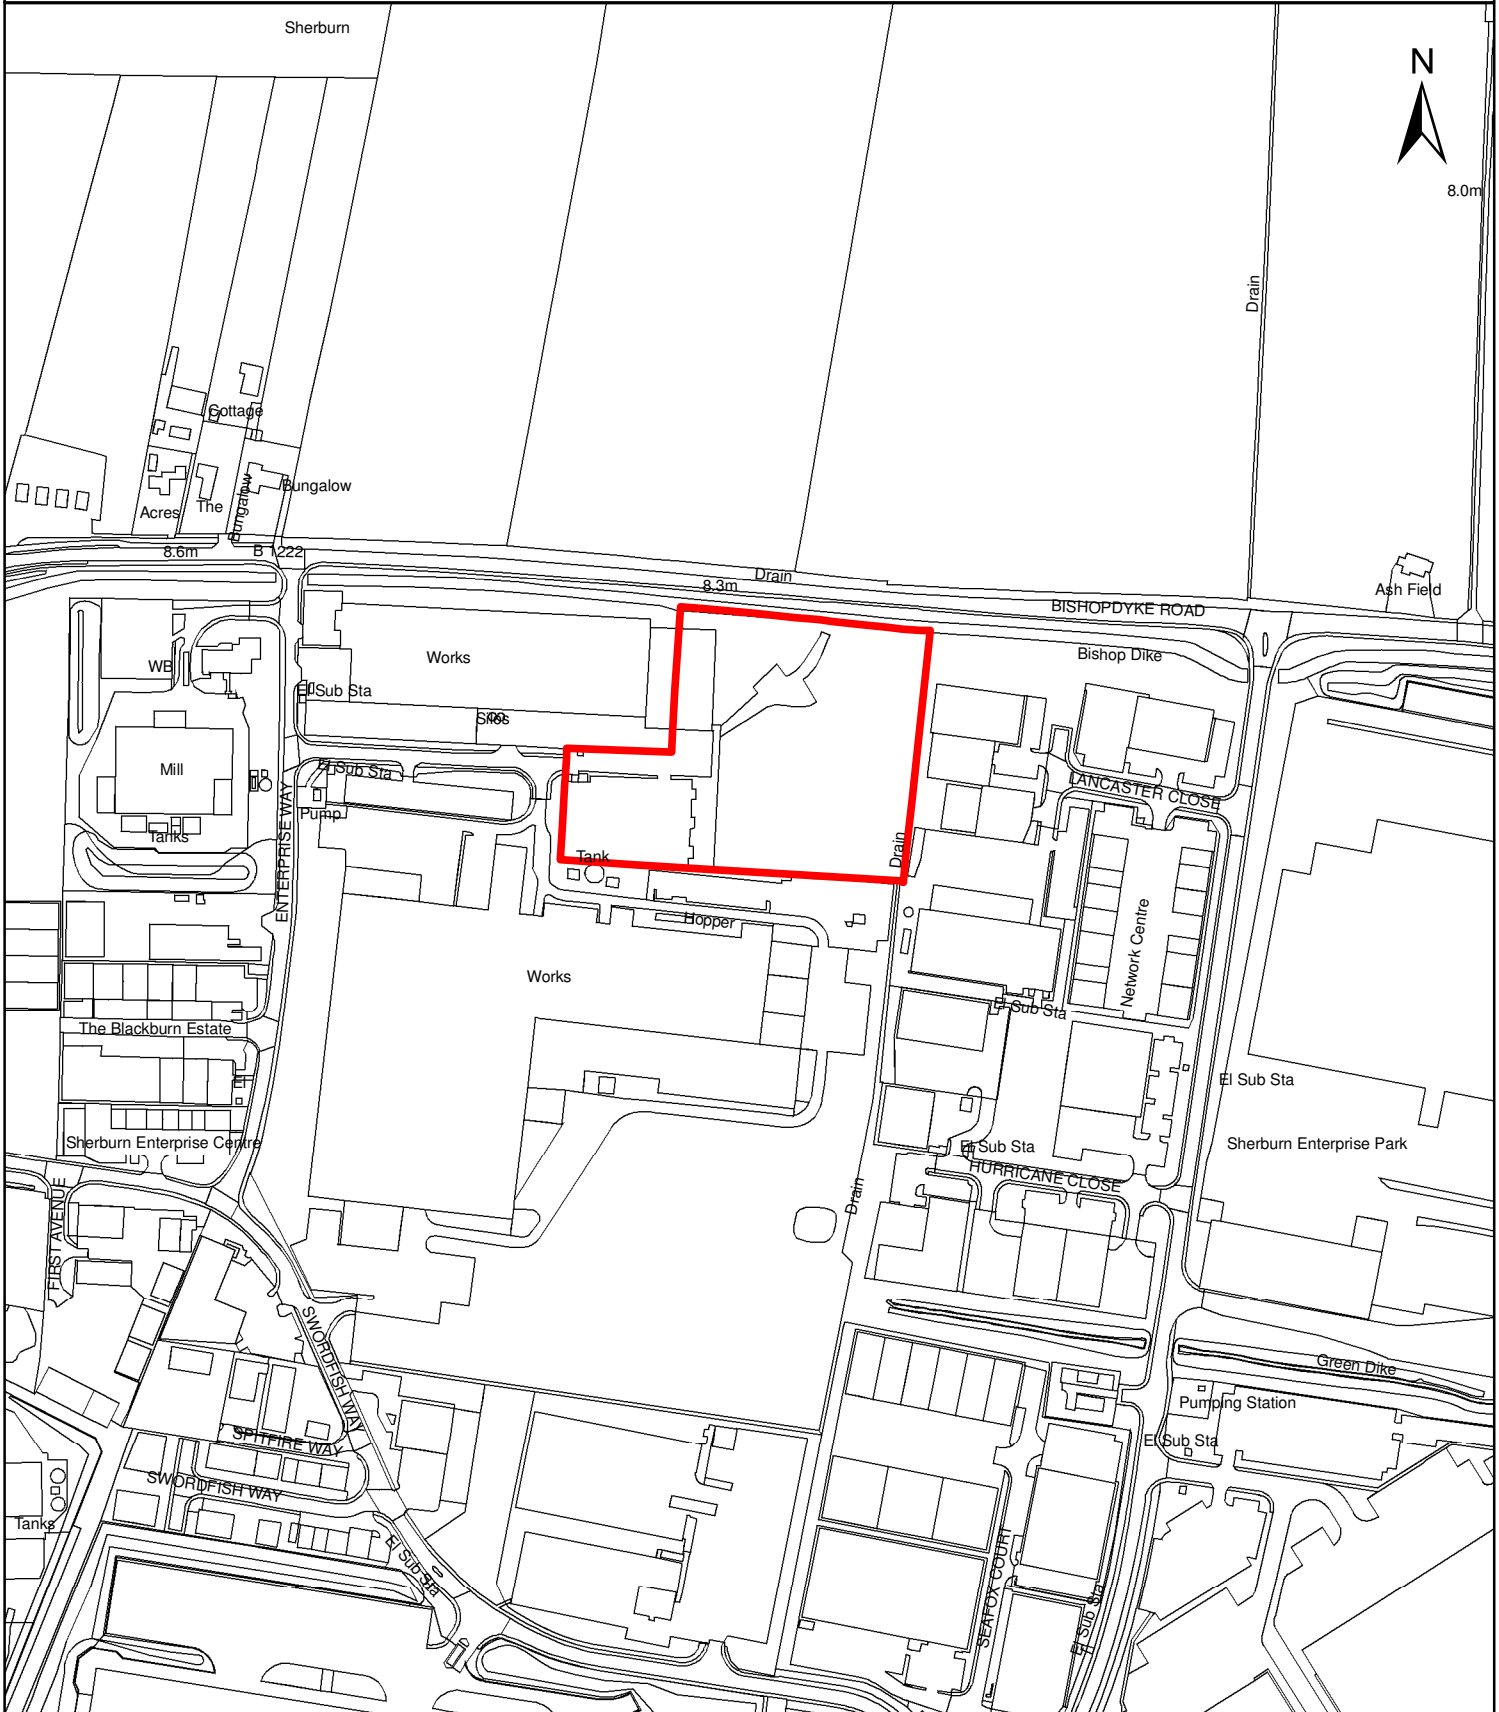 Sherburn
N
8.0m
Drain
Cottage
Bungalow
Bungalow
The
Acres
8.6m
B 1222
Drain
8.3m
Ash Field
BISHOPDYKE ROAD
Bishop Dike
Works
WB
El Sub Sta
Silos
Mill
El Sub Sta
LANCASTER CLOSE
Pump
Tanks
ENTERPRISE WAY
Tank
Drain
Hopper
Network Centre
Works
El Sub Sta
The Blackburn Estate
El Sub Sta
Sherburn Enterprise Centre
El Sub Sta
Sherburn Enterprise Park
HURRICANE CLOSE
Drain
FIRST AVENUE
SWORDFISH WAY
Green Dike
Pumping Station
SPITFIRE WAY
El Sub Sta
SWORDFISH WAY
Tanks
El Sub Sta
SEAFOX COURT
El Sub Sta